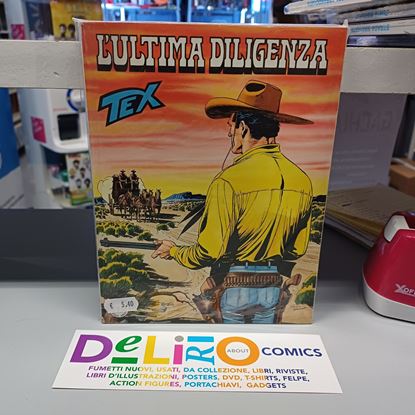 L'ULTIMA DILIGENZA
TEX
€ 5,40
DELIRIO ABOUT COMICS
FUMETTI NUOVI, USATI, DA COLLEZIONE, LIBRI, RIVISTE,
LIBRI D'ILLUSTRAZIONI, POSTERS, DVD, T-SHIRTS, FELPE,
ACTION FIGURES, PORTACHIAVI, GADGETS